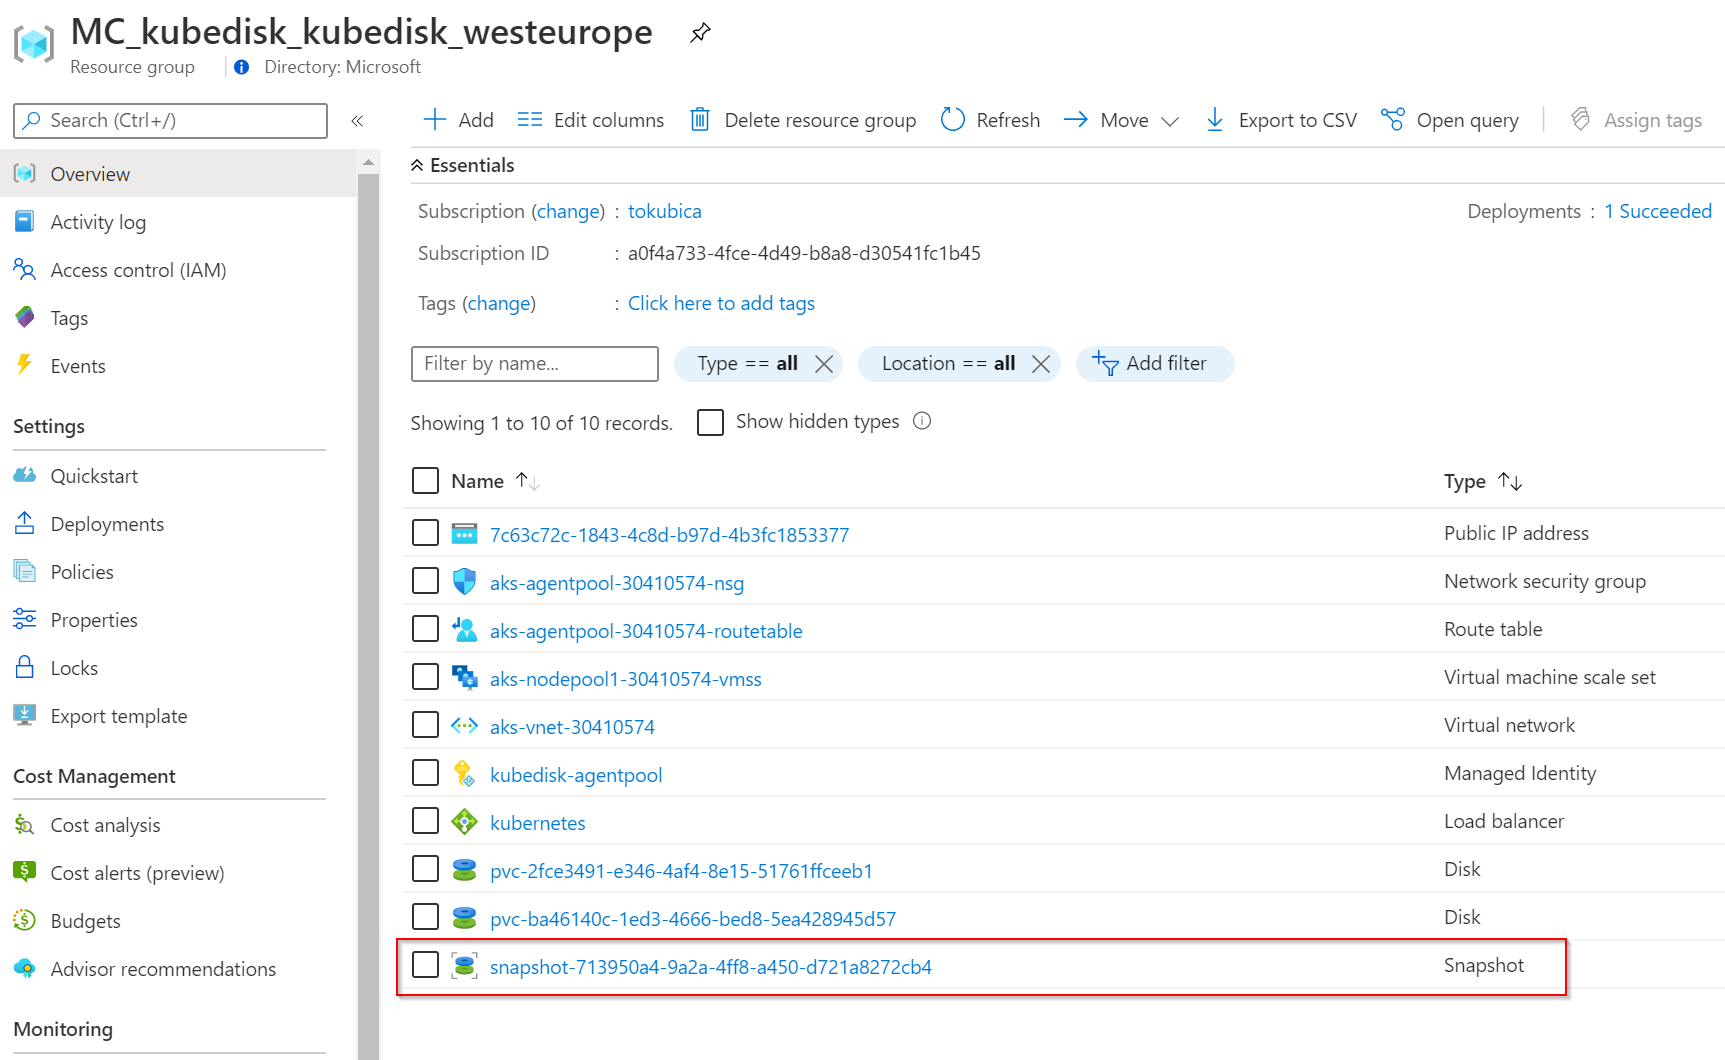 MC_kubedisk_kubedisk_westeurope
Resource group
Directory: Microsoft
Search (Ctrl+/)
«
Overview
Activity log
Access control (IAM)
Tags
Events
Settings
Quickstart
Deployments
Policies
Properties
Locks
Export template
Cost Management
Cost analysis
Cost alerts (preview)
Budgets
Advisor recommendations
Monitoring
Add Edit columns Delete resource group Refresh Move Export to CSV Open query Assign tags
Essentials
Subscription (change) : tokubica
Deployments : 1 Succeeded
Subscription ID : a0f4a733-4fce-4d49-b8a8-d30541fc1b45
Tags (change) : Click here to add tags
Filter by name... Type == all Location == all Add filter
Showing 1 to 10 of 10 records. Show hidden types
Name Type
7c63c72c-1843-4c8d-b97d-4b3fc1853377 Public IP address
aks-agentpool-30410574-nsg Network security group
aks-agentpool-30410574-routetable Route table
aks-nodepool1-30410574-vmss Virtual machine scale set
aks-vnet-30410574 Virtual network
kubedisk-agentpool Managed Identity
kubernetes Load balancer
pvc-2fce3491-e346-4af4-8e15-51761ffceeb1 Disk
pvc-ba46140c-1ed3-4666-bed8-5ea428945d57 Disk
snapshot-713950a4-9a2a-4ff8-a450-d721a8272cb4 Snapshot